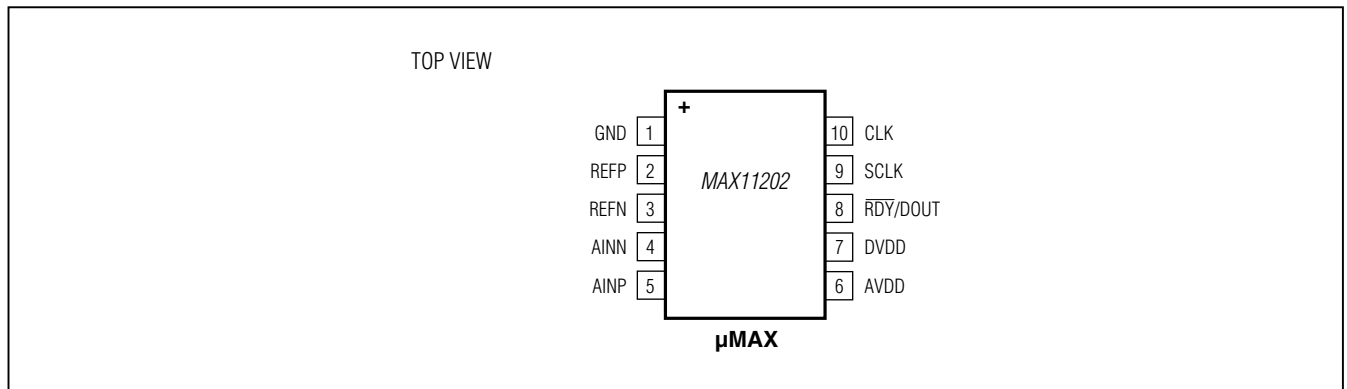 TOP VIEW
+
GND 1
REFP 2
REFN 3
AINN 4
AINP 5
MAX11202
10 CLK
9 SCLK
8 R̅D̅Y̅/DOUT
7 DVDD
6 AVDD
µMAX